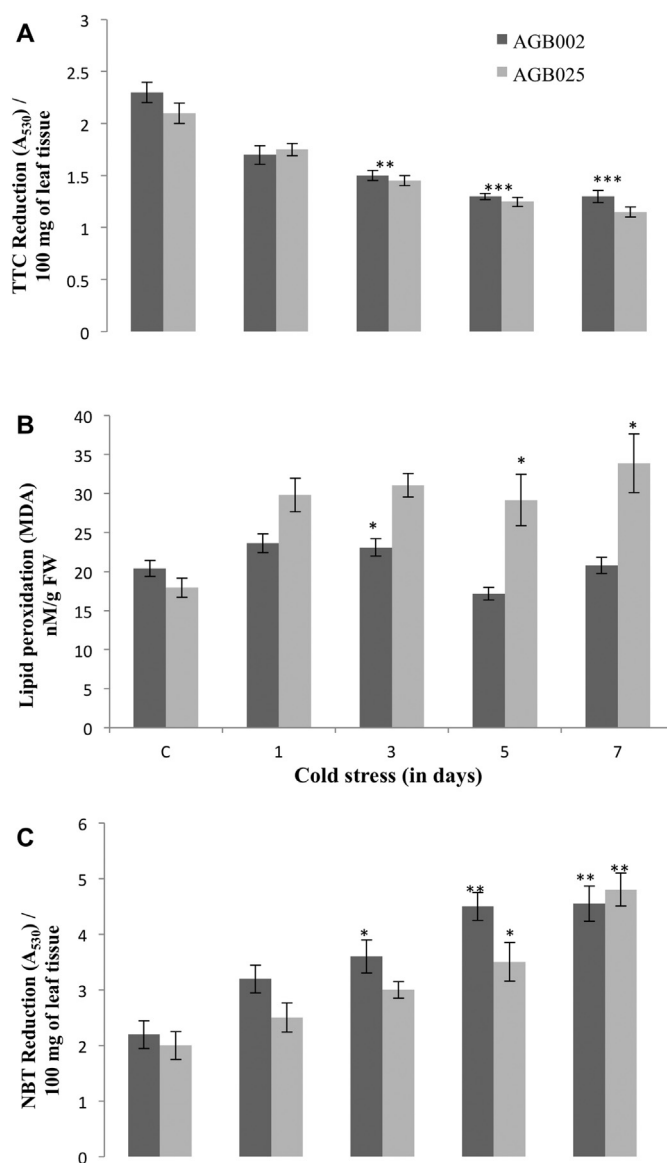 A
3
2.5
2
1.5
1
0.5
0
TTC Reduction (A530) /
100 mg of leaf tissue
AGB002
AGB025
**
***
***
B
40
35
30
25
20
15
10
5
0
Lipid peroxidation (MDA)
nM/g FW
*
*
*
C 1 3 5 7
Cold stress (in days)
C
6
5
4
3
2
1
0
NBT Reduction (A530) /
100 mg of leaf tissue
*
**
*
**
**